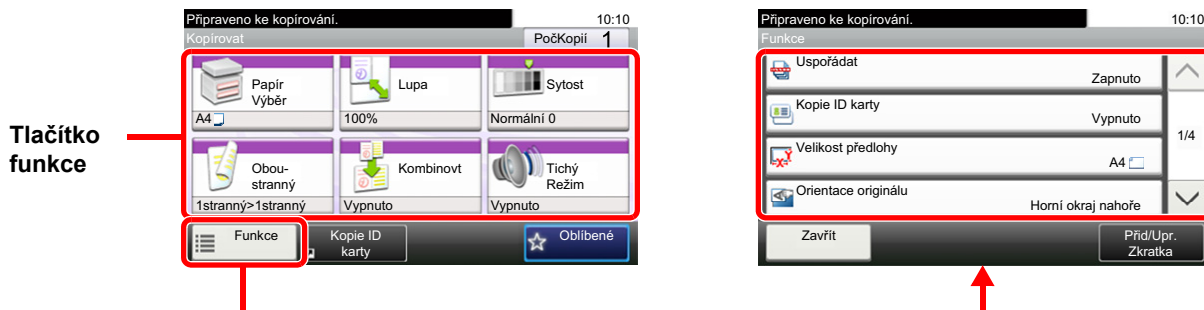 Tlačítko
funkce
Připraveno ke kopírování. 10:10
Kopírovat PočKopií 1
Papír
Výběr
A4
Lupa
100%
Sytost
Normální 0
Obou-
stranný
1stranný>1stranný
Kombinovt
Vypnuto
Tichý
Režim
Vypnuto
Funkce
Kopie ID
karty
Oblíbené
Připraveno ke kopírování. 10:10
Funkce
Uspořádat
Zapnuto
Kopie ID karty
Vypnuto
Velikost předlohy
A4
Orientace originálu
Horní okraj nahoře
1/4
Zavřít
Přid/Upr.
Zkratka